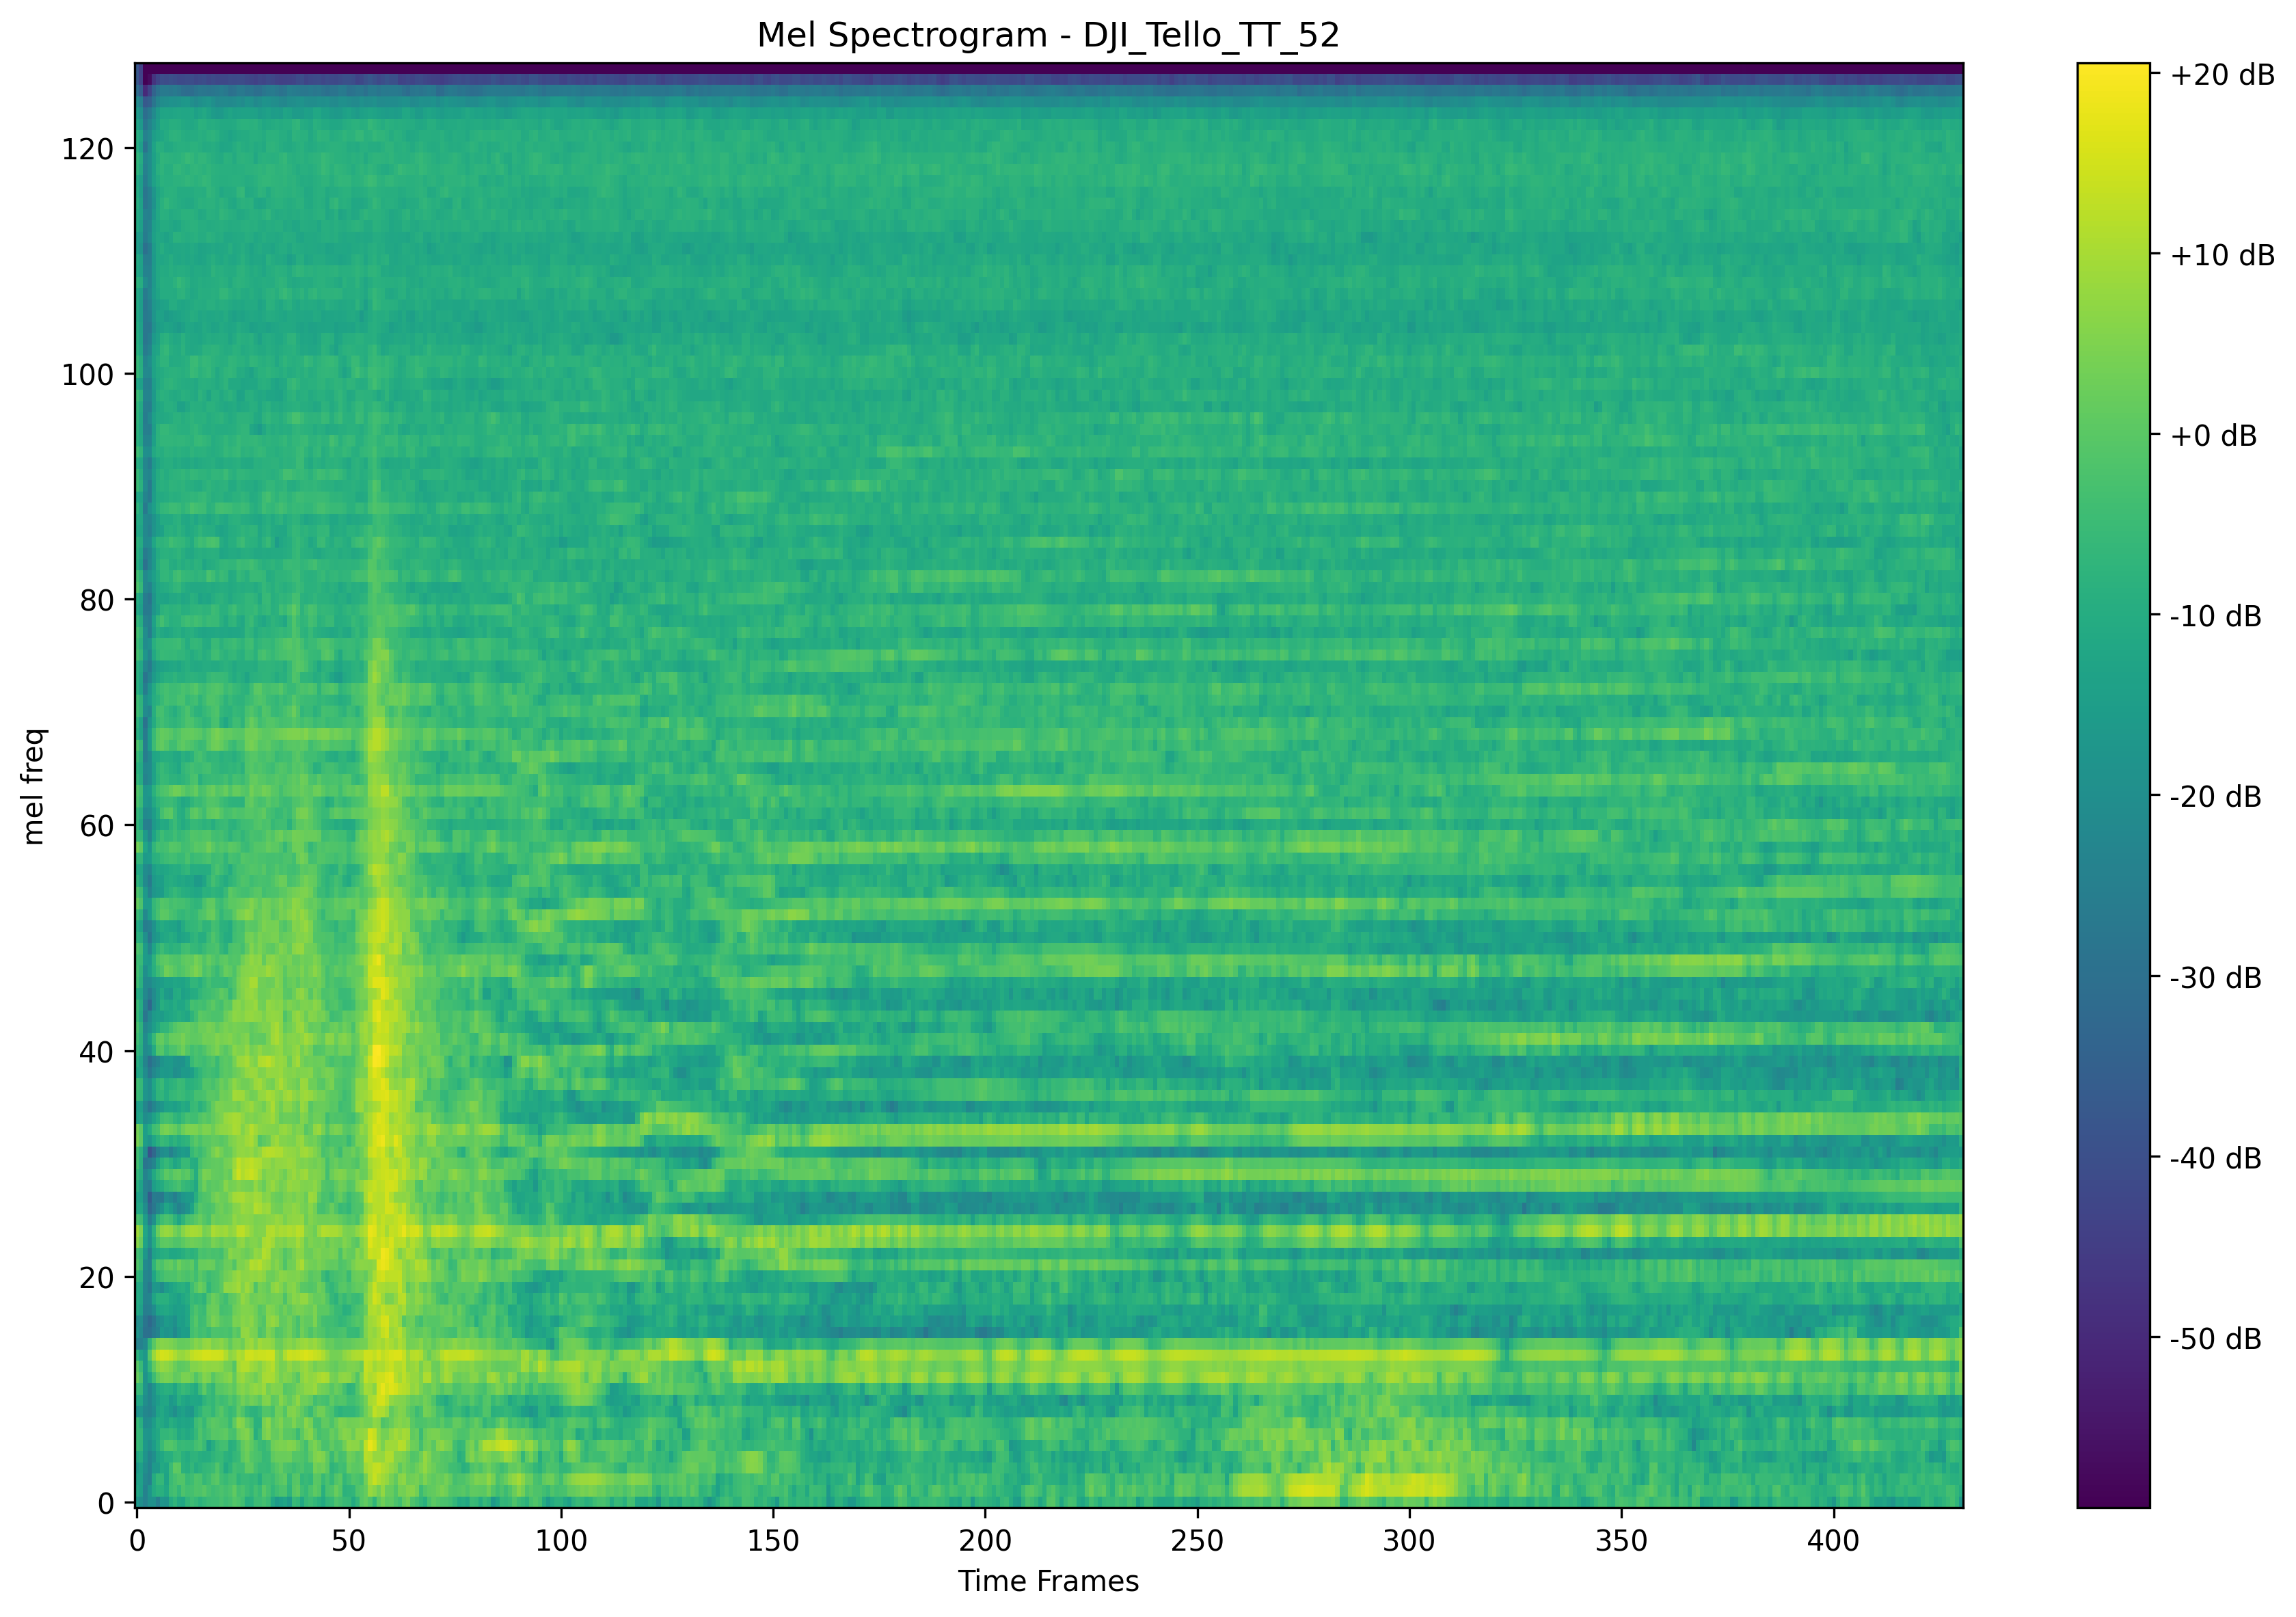 Mel Spectrogram - DJI_Tello_TT_52
mel freq
120
100
80
60
40
20
0
0 50 100 150 200 250 300 350 400
Time Frames
+20 dB
+10 dB
+0 dB
-10 dB
-20 dB
-30 dB
-40 dB
-50 dB